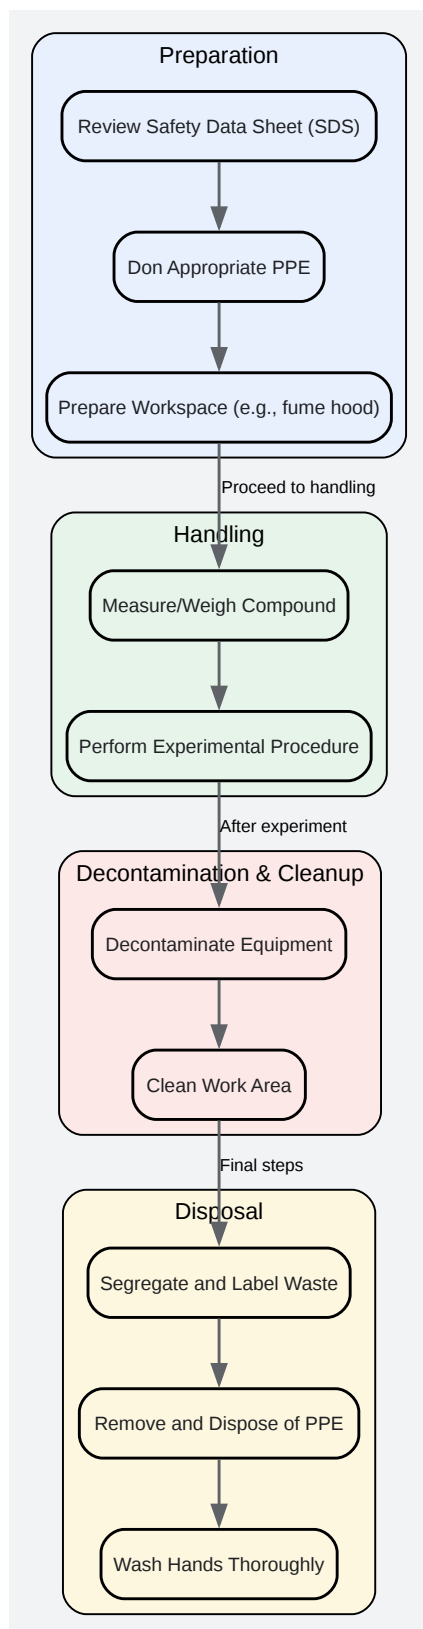 Preparation
Review Safety Data Sheet (SDS)
Don Appropriate PPE
Prepare Workspace (e.g., fume hood)
Proceed to handling
Handling
Measure/Weigh Compound
Perform Experimental Procedure
After experiment
Decontamination & Cleanup
Decontaminate Equipment
Clean Work Area
Final steps
Disposal
Segregate and Label Waste
Remove and Dispose of PPE
Wash Hands Thoroughly